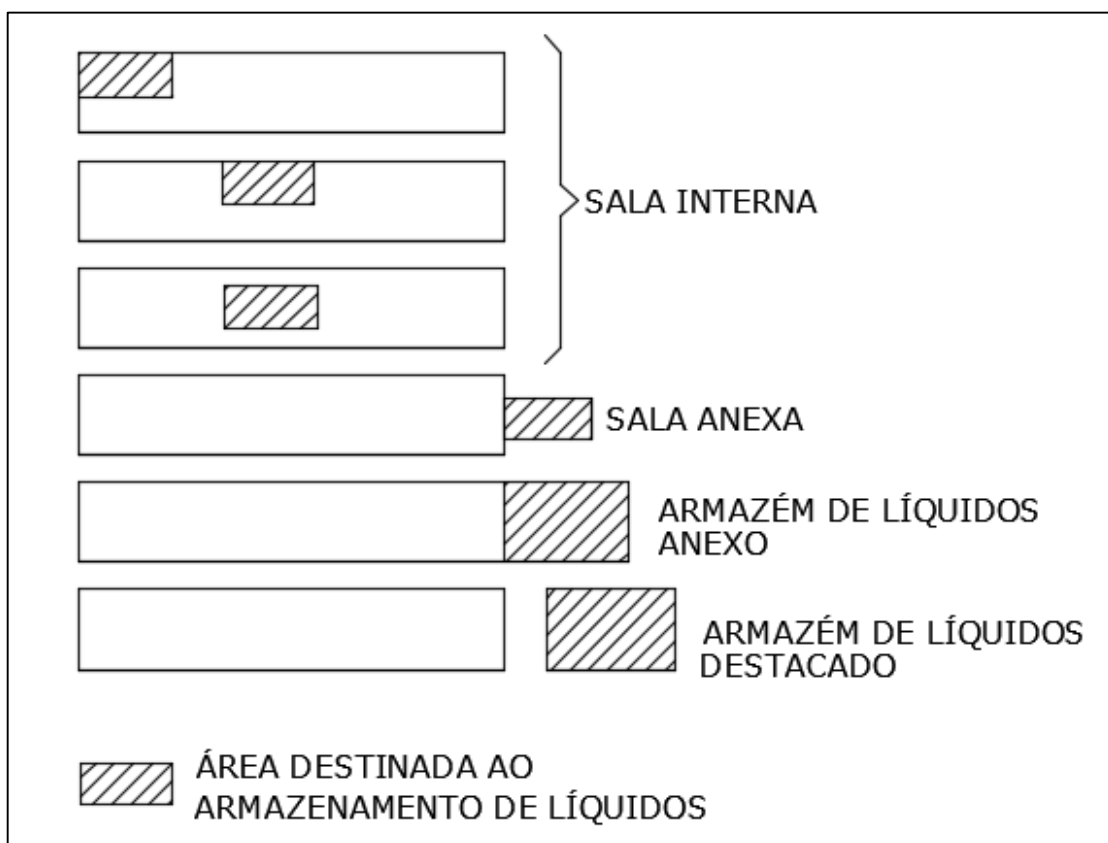 SALA INTERNA
SALA ANEXA
ARMAZÉM DE LÍQUIDOS
ANEXO
ARMAZÉM DE LÍQUIDOS
DESTACADO
ÁREA DESTINADA AO
ARMAZENAMENTO DE LÍQUIDOS